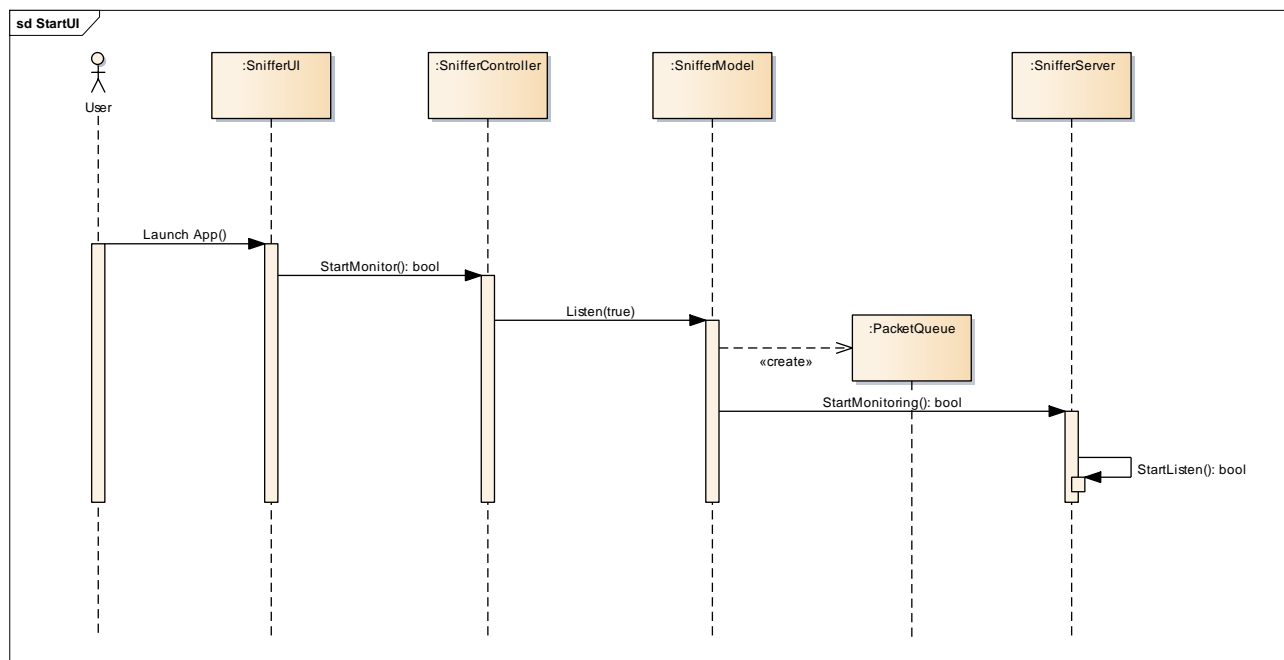 sd StartUI
:SnifferUI
:SnifferController
:SnifferModel
:SnifferServer
User
Launch App()
StartMonitor(): bool
Listen(true)
:PacketQueue
«create»
StartMonitoring(): bool
StartListen(): bool